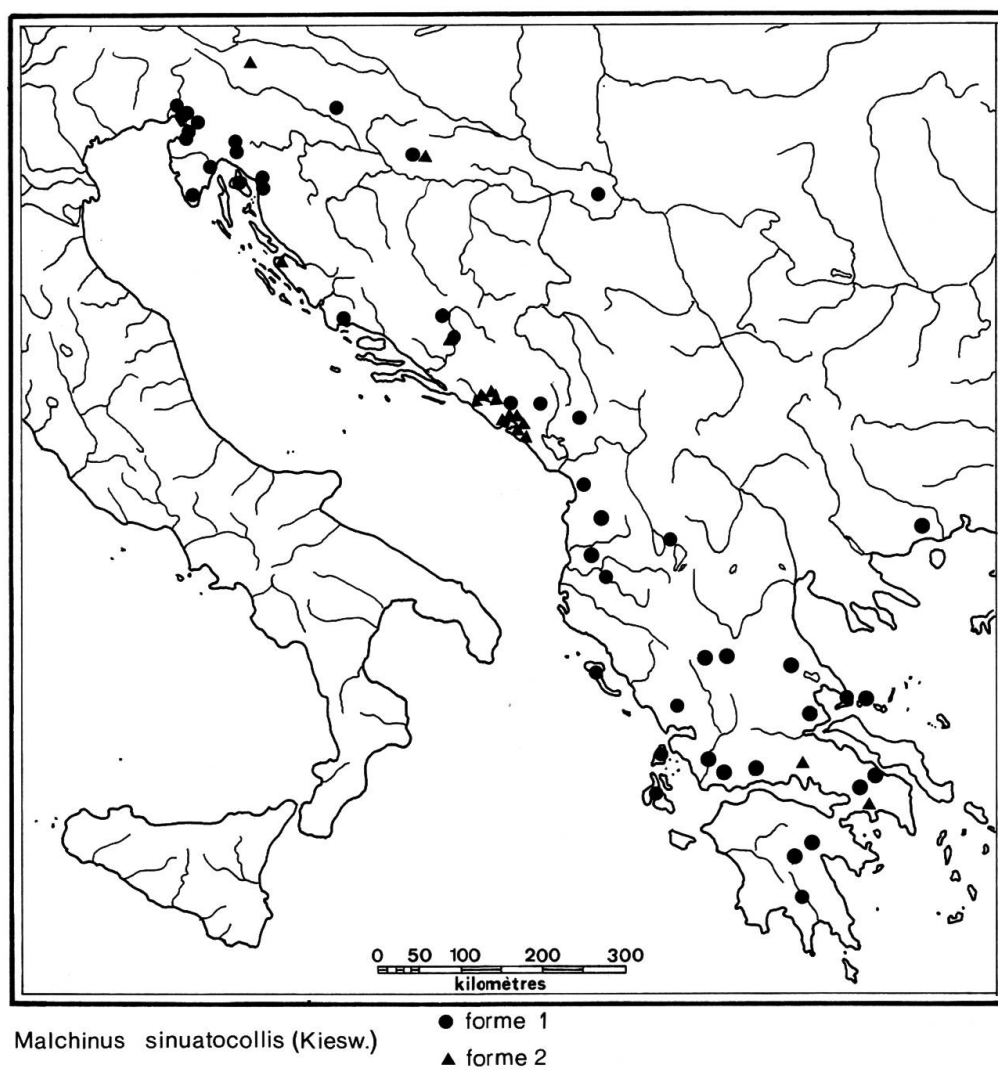 0 50 100 200 300
kilomètres
Malchinus sinuatocollis (Kiesw.)
● forme 1
▲ forme 2